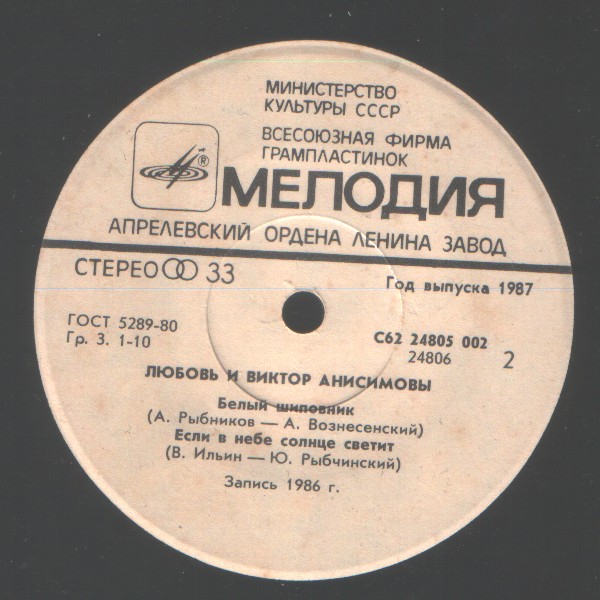 МИНИСТЕРСТВО
КУЛЬТУРЫ СССР
ВСЕСОЮЗНАЯ ФИРМА
ГРАМПЛАСТИНОК
®
МЕЛОДИЯ
АПРЕЛЕВСКИЙ ОРДЕНА ЛЕНИНА ЗАВОД
СТЕРЕО 33
Год выпуска 1987
ГОСТ 5289-80
Гр. 3. 1-10
С62 24805 002
24806
2
ЛЮБОВЬ И ВИКТОР АНИСИМОВЫ
Белый шиповник
(А. Рыбников — А. Вознесенский)
Если в небе солнце светит
(В. Ильин — Ю. Рыбчинский)
Запись 1986 г.